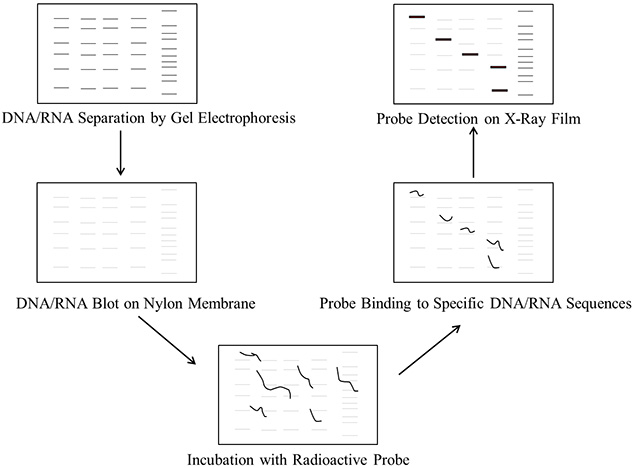 DNA/RNA Separation by Gel Electrophoresis
DNA/RNA Blot on Nylon Membrane
Incubation with Radioactive Probe
Probe Binding to Specific DNA/RNA Sequences
Probe Detection on X-Ray Film